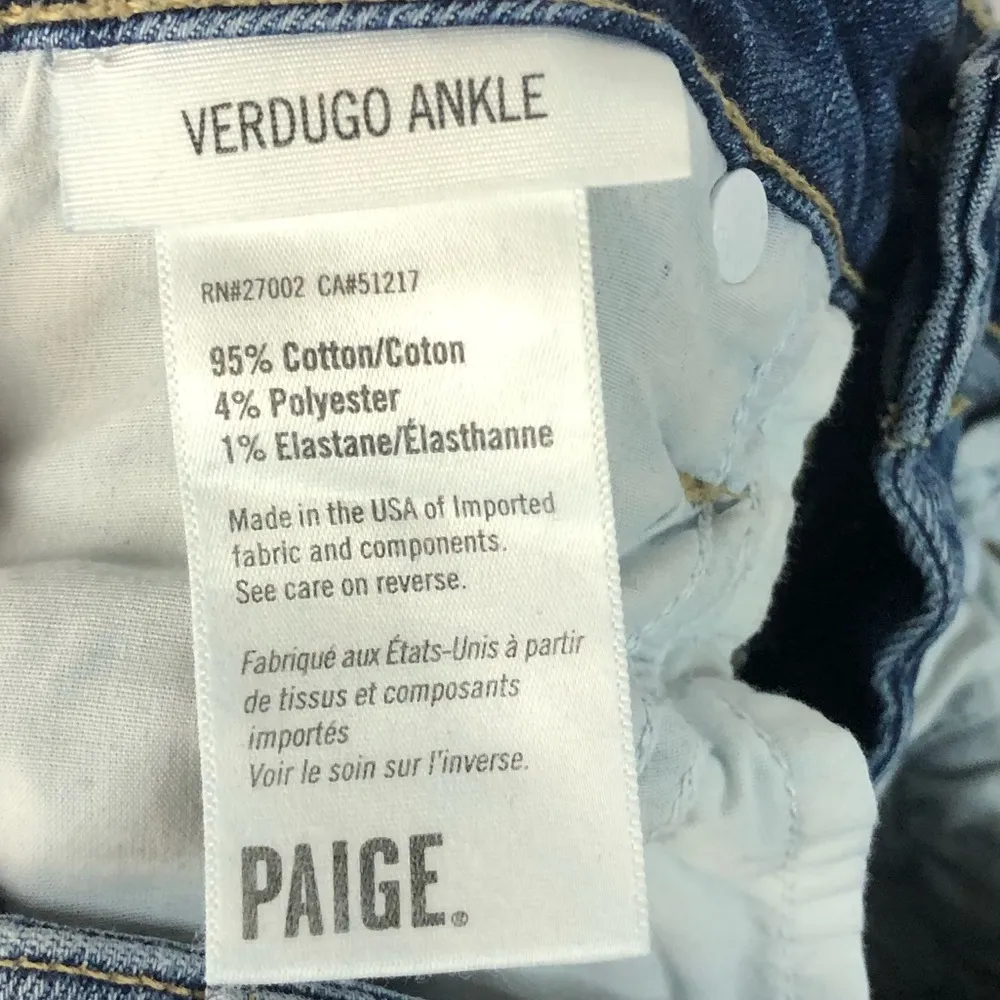 VERDUGO ANKLE
RN#27002 CA#51217
95% Cotton/Coton
4% Polyester
1% Elastane/Élasthanne
Made in the USA of Imported
fabric and components.
See care on reverse.
Fabriqué aux États-Unis à partir
de tissus et composants
importés
Voir le soin sur l'inverse.
PAIGE.®